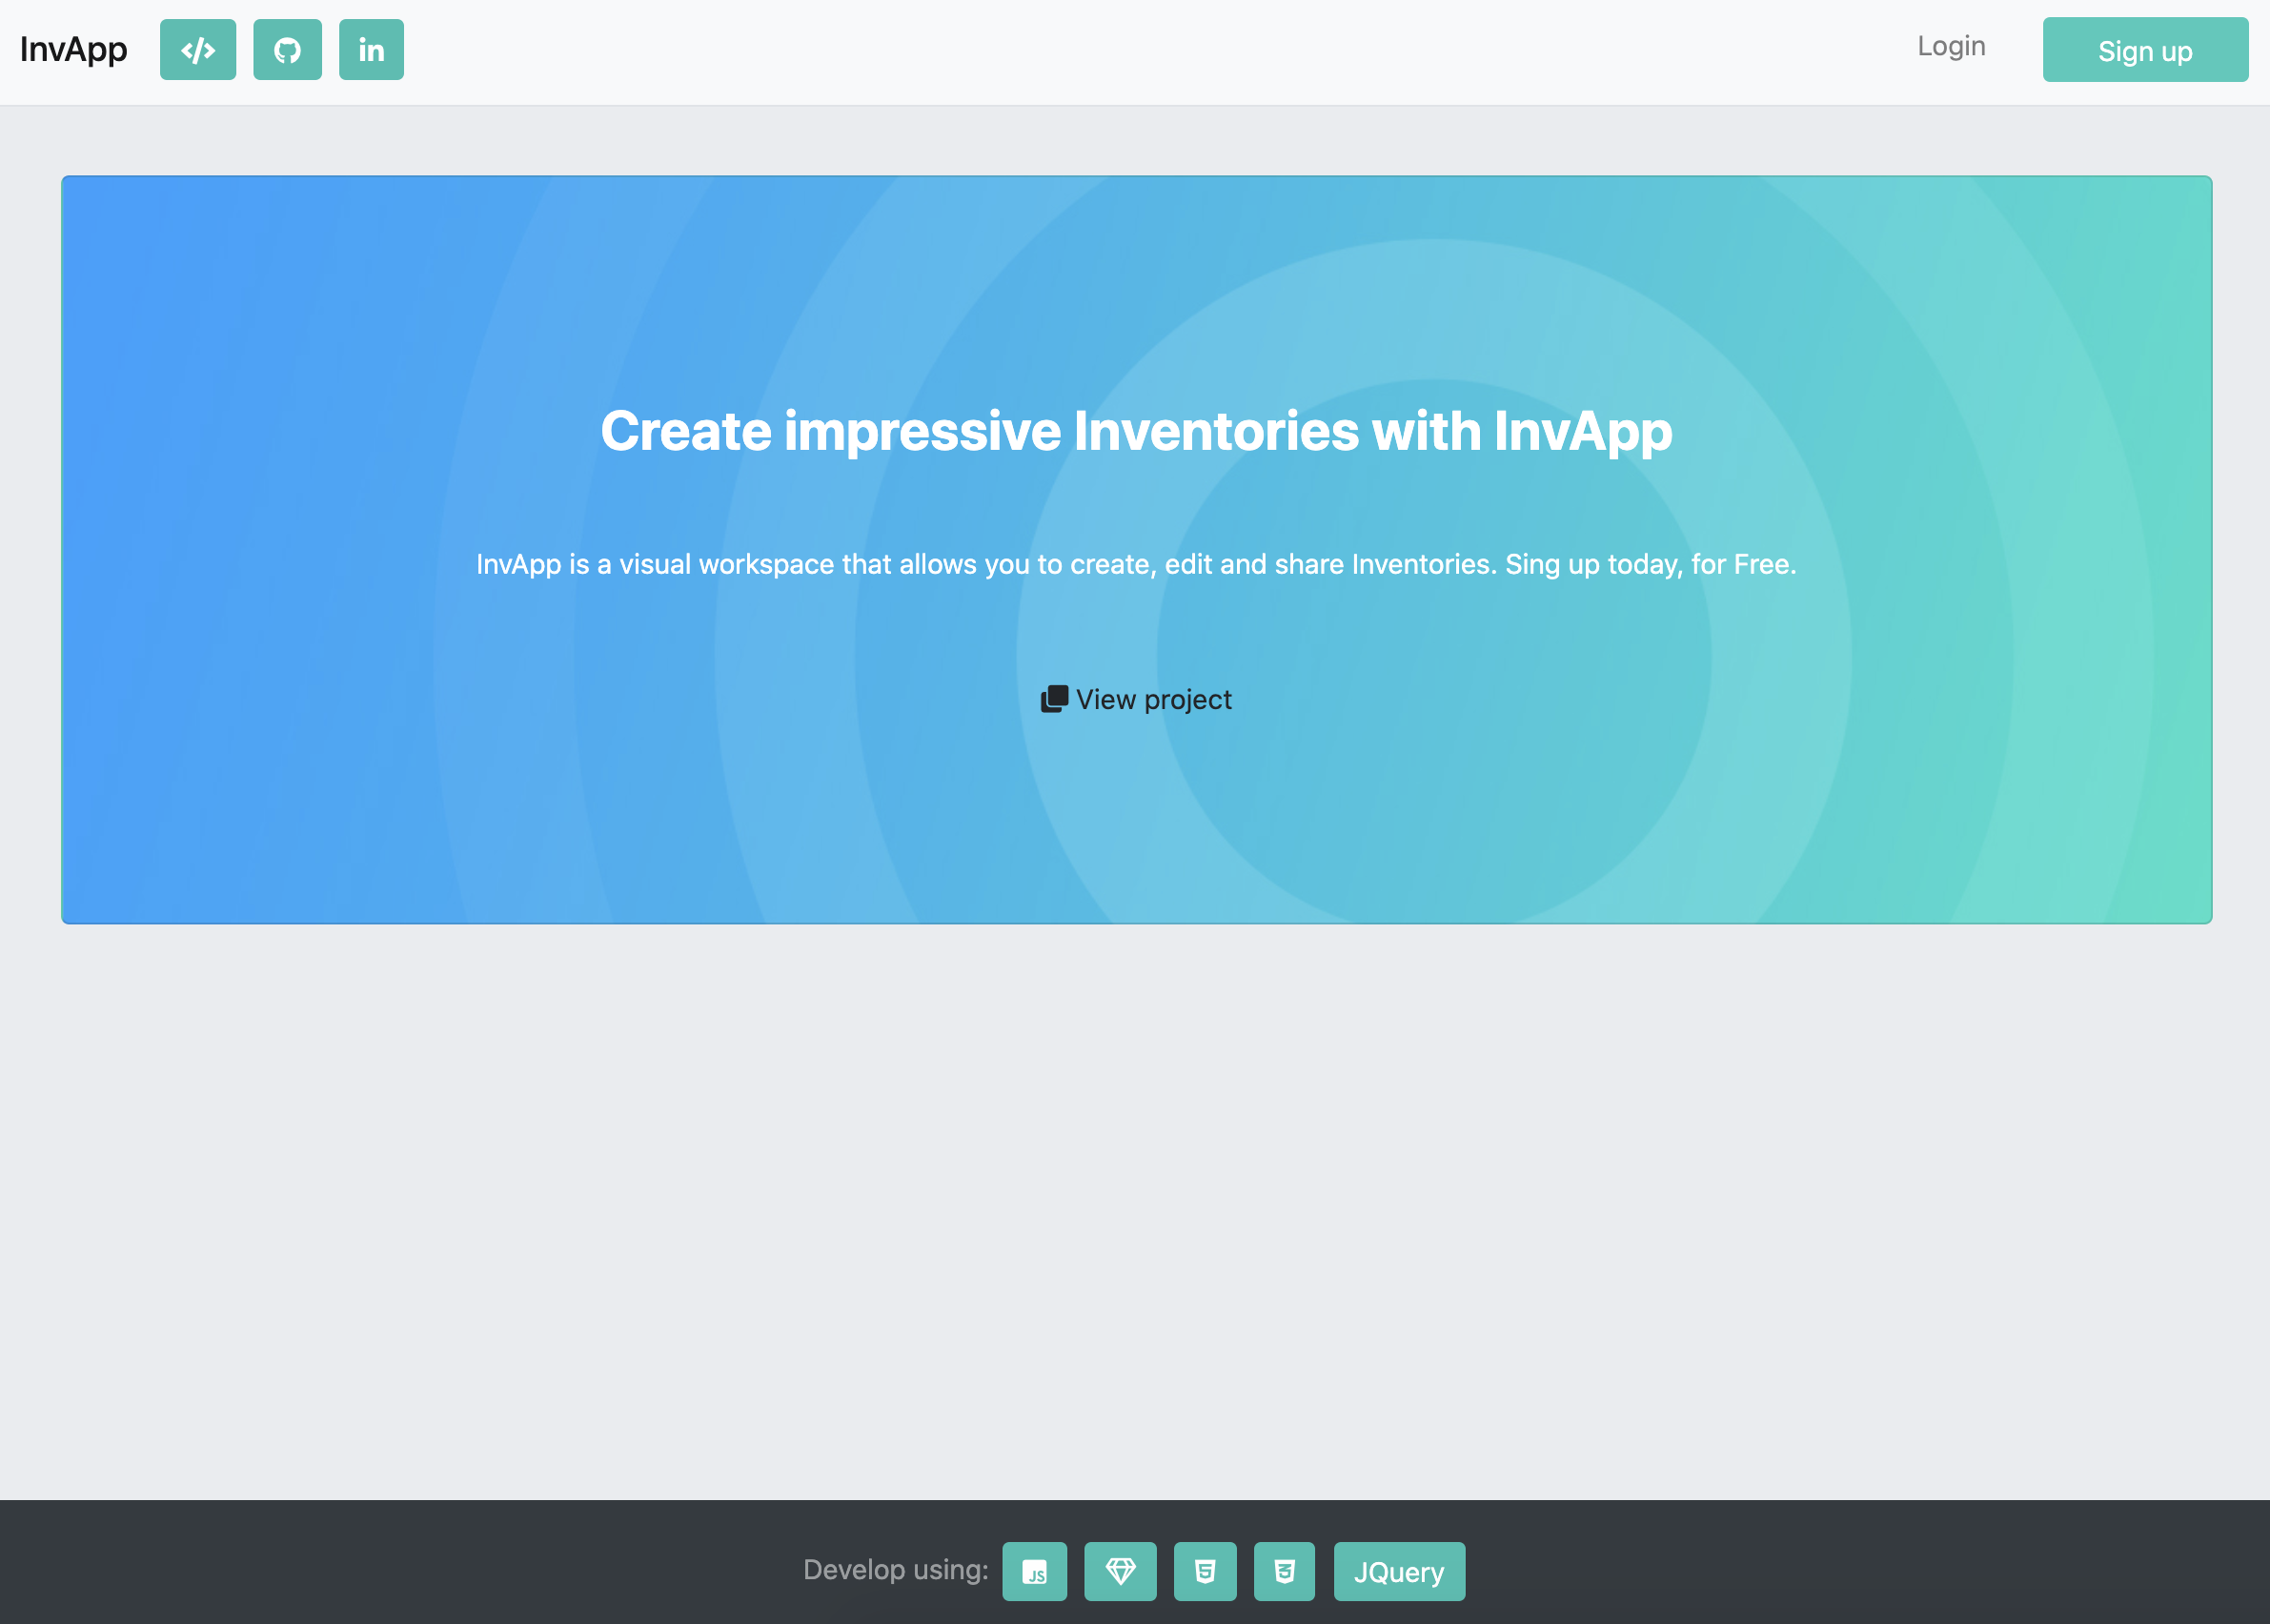 InvApp
Login
Sign up
Create impressive Inventories with InvApp
InvApp is a visual workspace that allows you to create, edit and share Inventories. Sing up today, for Free.
View project
Develop using:
JS
JQuery